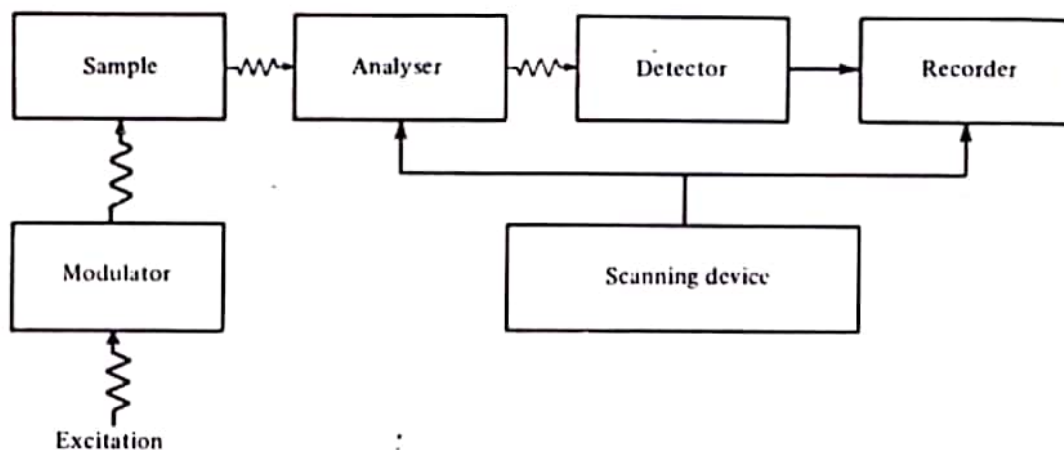 Sample
Analyser
Detector
Recorder
Modulator
Scanning device
Excitation